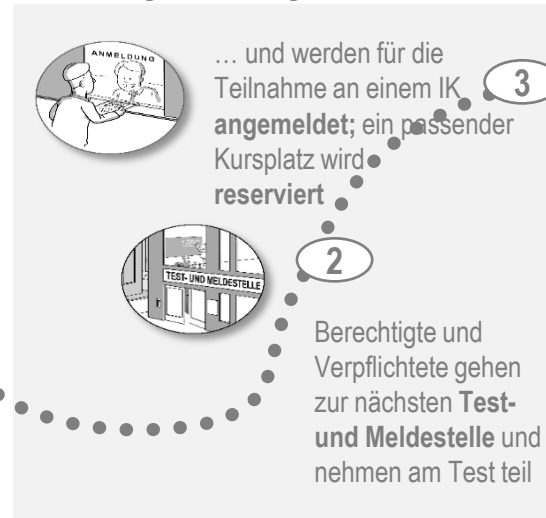 ANMELDUNG
… und werden für die
Teilnahme an einem IK
angemeldet; ein passender
Kursplatz wird
reserviert
3
TEST- UND MELDESTELLE
2
Berechtigte und
Verpflichtete gehen
zur nächsten Test-
und Meldestelle und
nehmen am Test teil